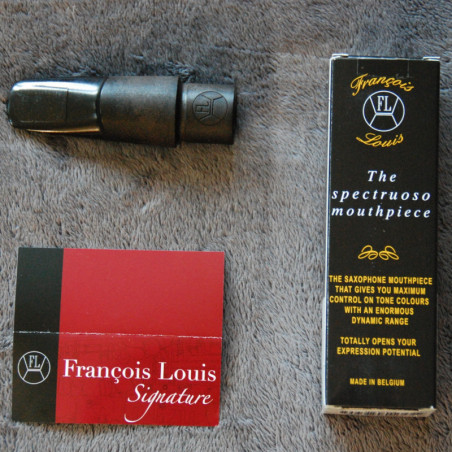 FL
François
FL
Louis
The
spectruoso
mouthpiece
THE SAXOPHONE MOUTHPIECE
THAT GIVES YOU MAXIMUM
CONTROL ON TONE COLOURS
WITH AN ENORMOUS
DYNAMIC RANGE
TOTALLY OPENS YOUR
EXPRESSION POTENTIAL
MADE IN BELGIUM
FL
François Louis
Signature